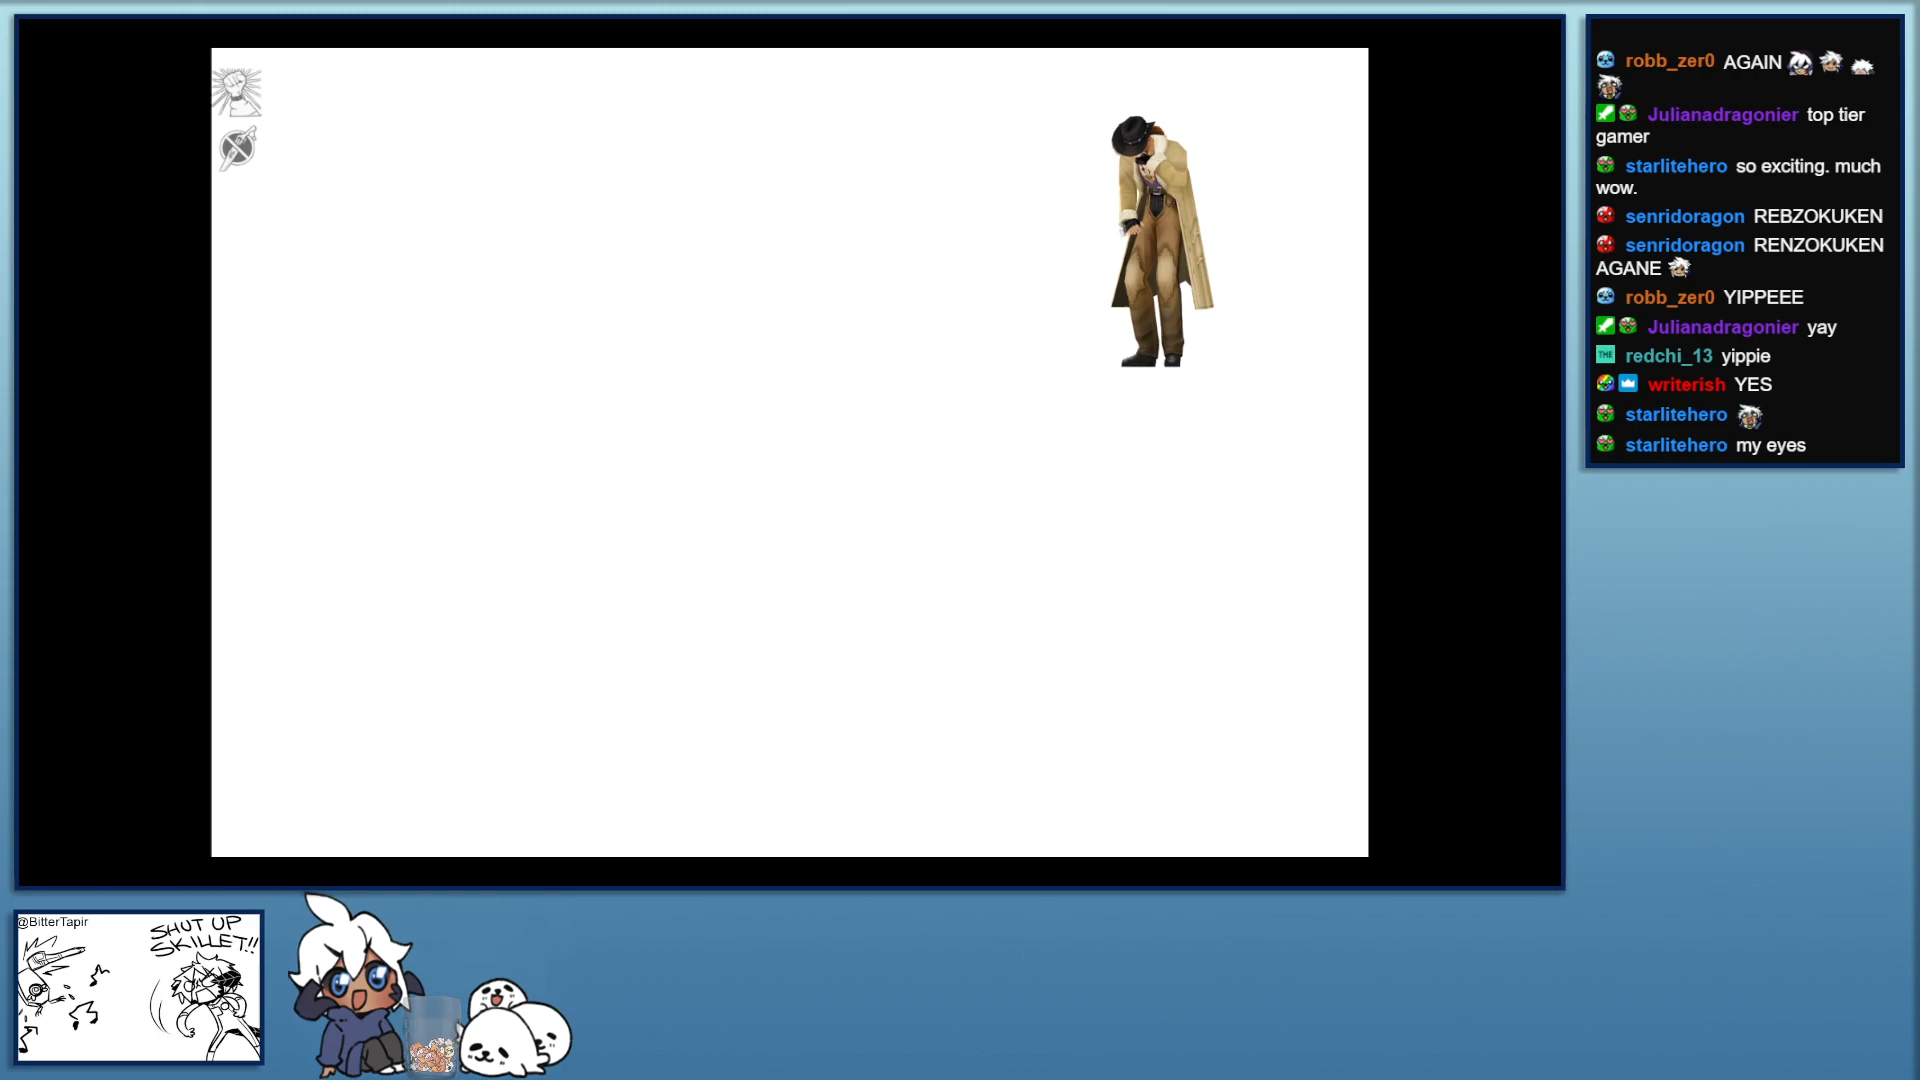 robb_zer0 AGAIN
Julianadragonier top tier
gamer
starlitehero so exciting. much
wow.
senridoragon REBZOKUKEN
senridoragon RENZOKUKEN
AGANE
robb_zer0 YIPPEEE
Julianadragonier yay
THE redchi_13 yippie
writerish YES
starlitehero
starlitehero my eyes
@BitterTapir
SHUT UP
SKILLET!!